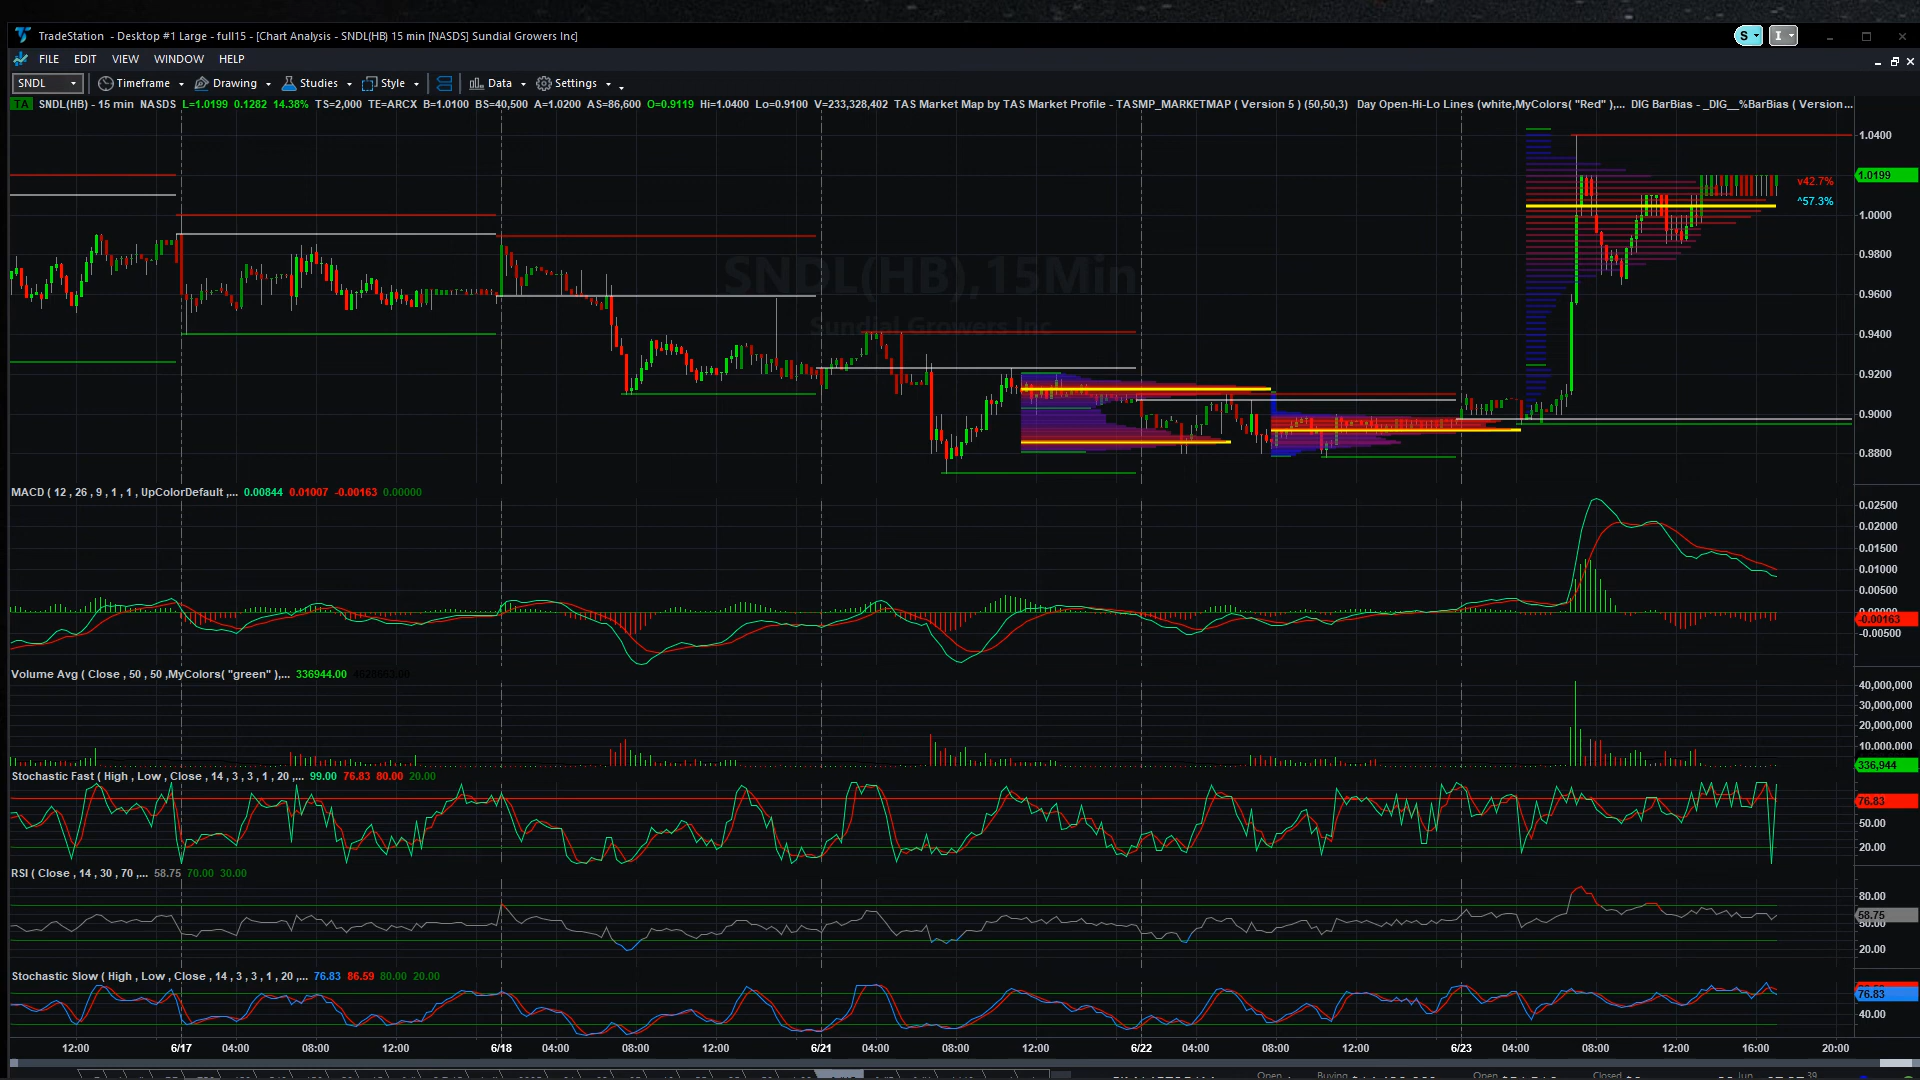 TradeStation - Desktop #1 Large - full15 - [Chart Analysis - SNDL(HB) 15 min [NASDS] Sundial Growers Inc]
S I
FILE EDIT VIEW WINDOW HELP
SNDL Timeframe Drawing Studies Style Data Settings
TA SNDL(HB) - 15 min NASDS L=1.0199 0.1282 14.38% TS=2,000 TE=ARCX B=1.0100 BS=40,500 A=1.0200 AS=86,600 O=0.9119 Hi=1.0400 Lo=0.9100 V=233,328,402 TAS Market Map by TAS Market Profile - TASMP_MARKETMAP ( Version 5 ) (50,50,3) Day Open-Hi-Lo Lines (white,MyColors( "Red" ),... DIG BarBias - _DIG__%BarBias ( Version...
1.0400
1.0199
v42.7%
^57.3%
1.0000
0.9800
SNDL(HB),15Min
0.9600
Sundial Growers Inc
0.9400
0.9200
0.9000
0.8800
MACD ( 12 , 26 , 9 , 1 , 1 , UpColorDefault ,... 0.00844 0.01007 -0.00163 0.00000
0.02500
0.02000
0.01500
0.01000
0.00500
0.00000
-0.00163
-0.00500
Volume Avg ( Close , 50 , 50 ,MyColors( "green" ),... 336944.00
40,000,000
30,000,000
20,000,000
10.000.000
336,944
Stochastic Fast ( High , Low , Close , 14 , 3 , 3 , 1 , 20 ,... 99.00 76.83 80.00 20.00
76.83
50.00
20.00
RSI ( Close , 14 , 30 , 70 ,... 58.75 70.00 30.00
80.00
58.75
50.00
20.00
Stochastic Slow ( High , Low , Close , 14 , 3 , 3 , 1 , 20 ,... 76.83 86.59 80.00 20.00
76.83
40.00
12:00 6/17 04:00 08:00 12:00 6/18 04:00 08:00 12:00 6/21 04:00 08:00 12:00 6/22 04:00 08:00 12:00 6/23 04:00 08:00 12:00 16:00 20:00